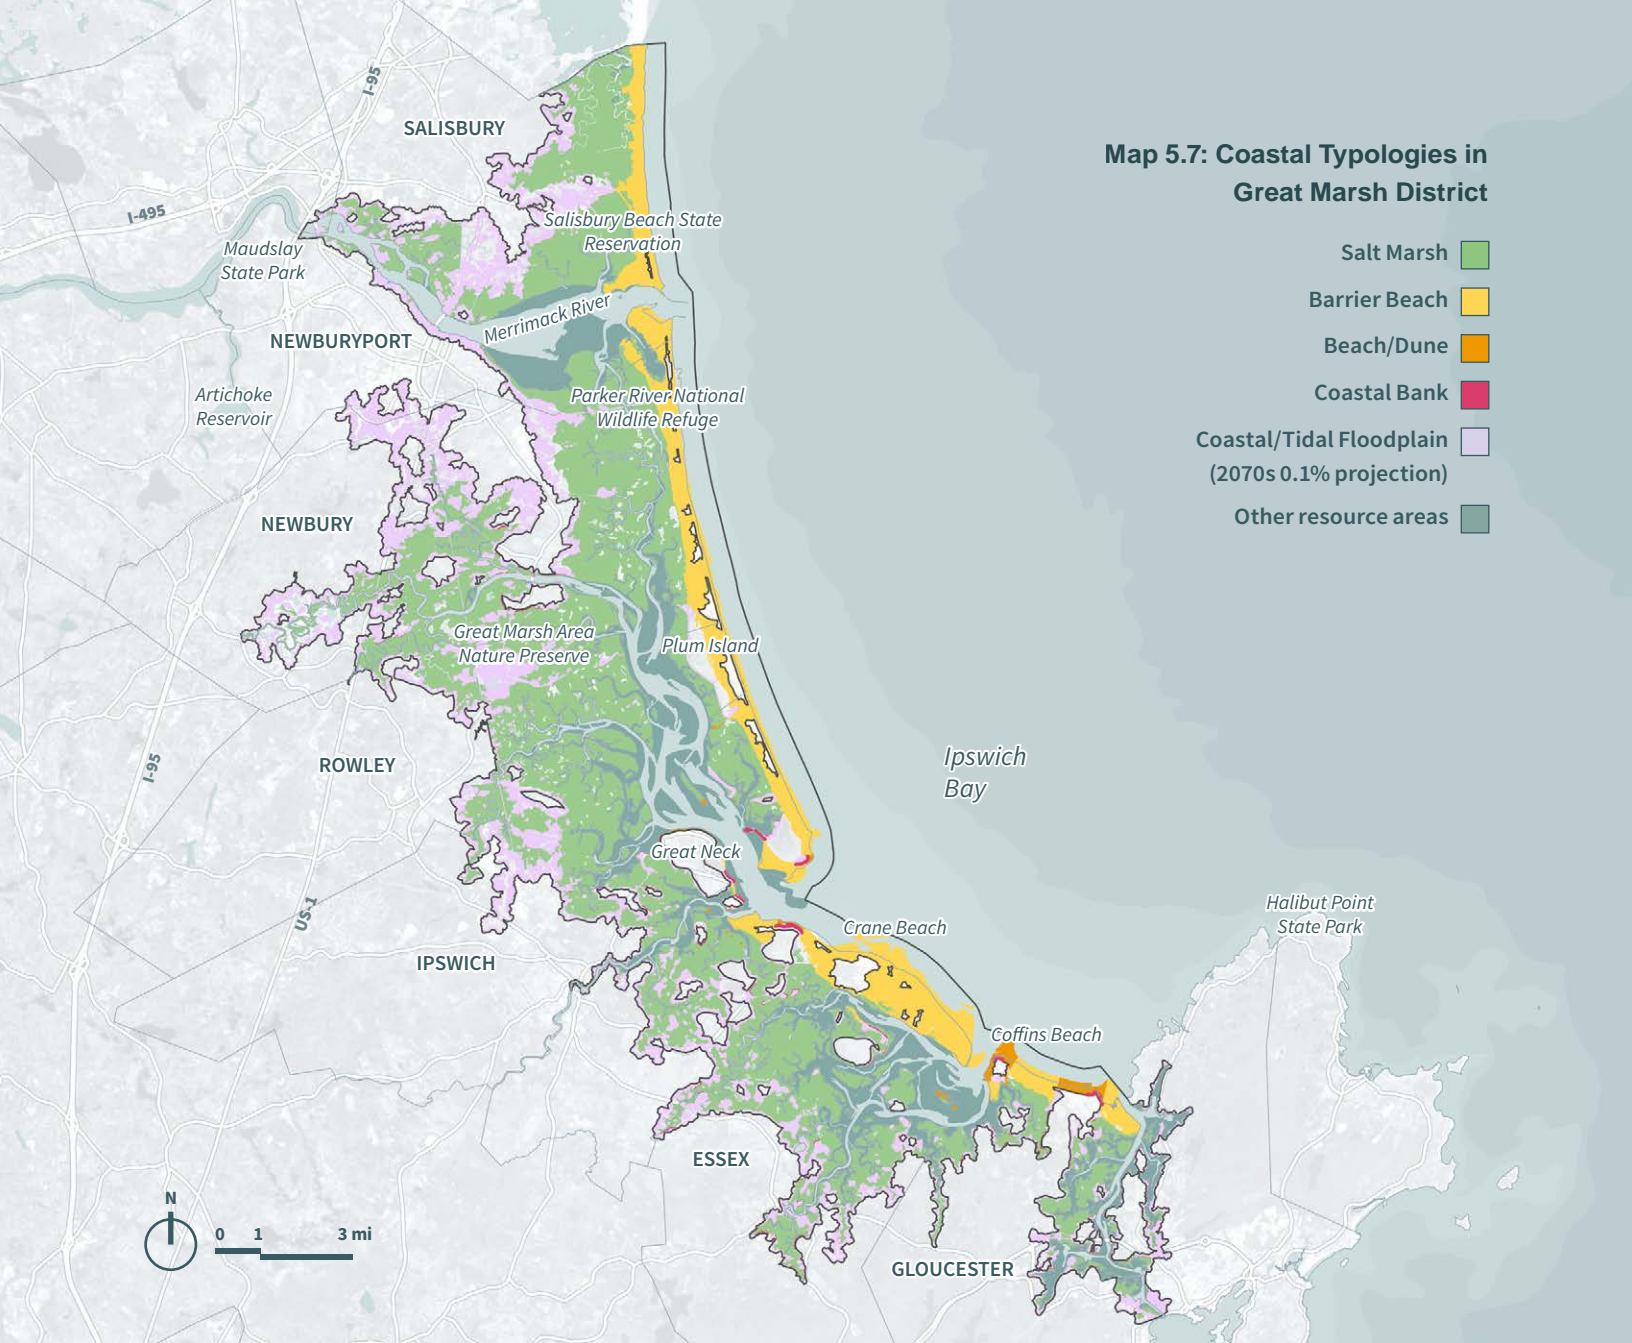 Map 5.7: Coastal Typologies in
Great Marsh District
Salt Marsh
Barrier Beach
Beach/Dune
Coastal Bank
Coastal/Tidal Floodplain
(2070s 0.1% projection)
Other resource areas
I-95
SALISBURY
I-495
Salisbury Beach State
Reservation
Maudslay
State Park
Merrimack River
NEWBURYPORT
Artichoke
Reservoir
Parker River National
Wildlife Refuge
NEWBURY
Great Marsh Area
Nature Preserve
Plum Island
I-95
ROWLEY
Ipswich
Bay
Great Neck
US-1
Crane Beach
Halibut Point
State Park
IPSWICH
Coffins Beach
ESSEX
GLOUCESTER
N
0 1 3 mi